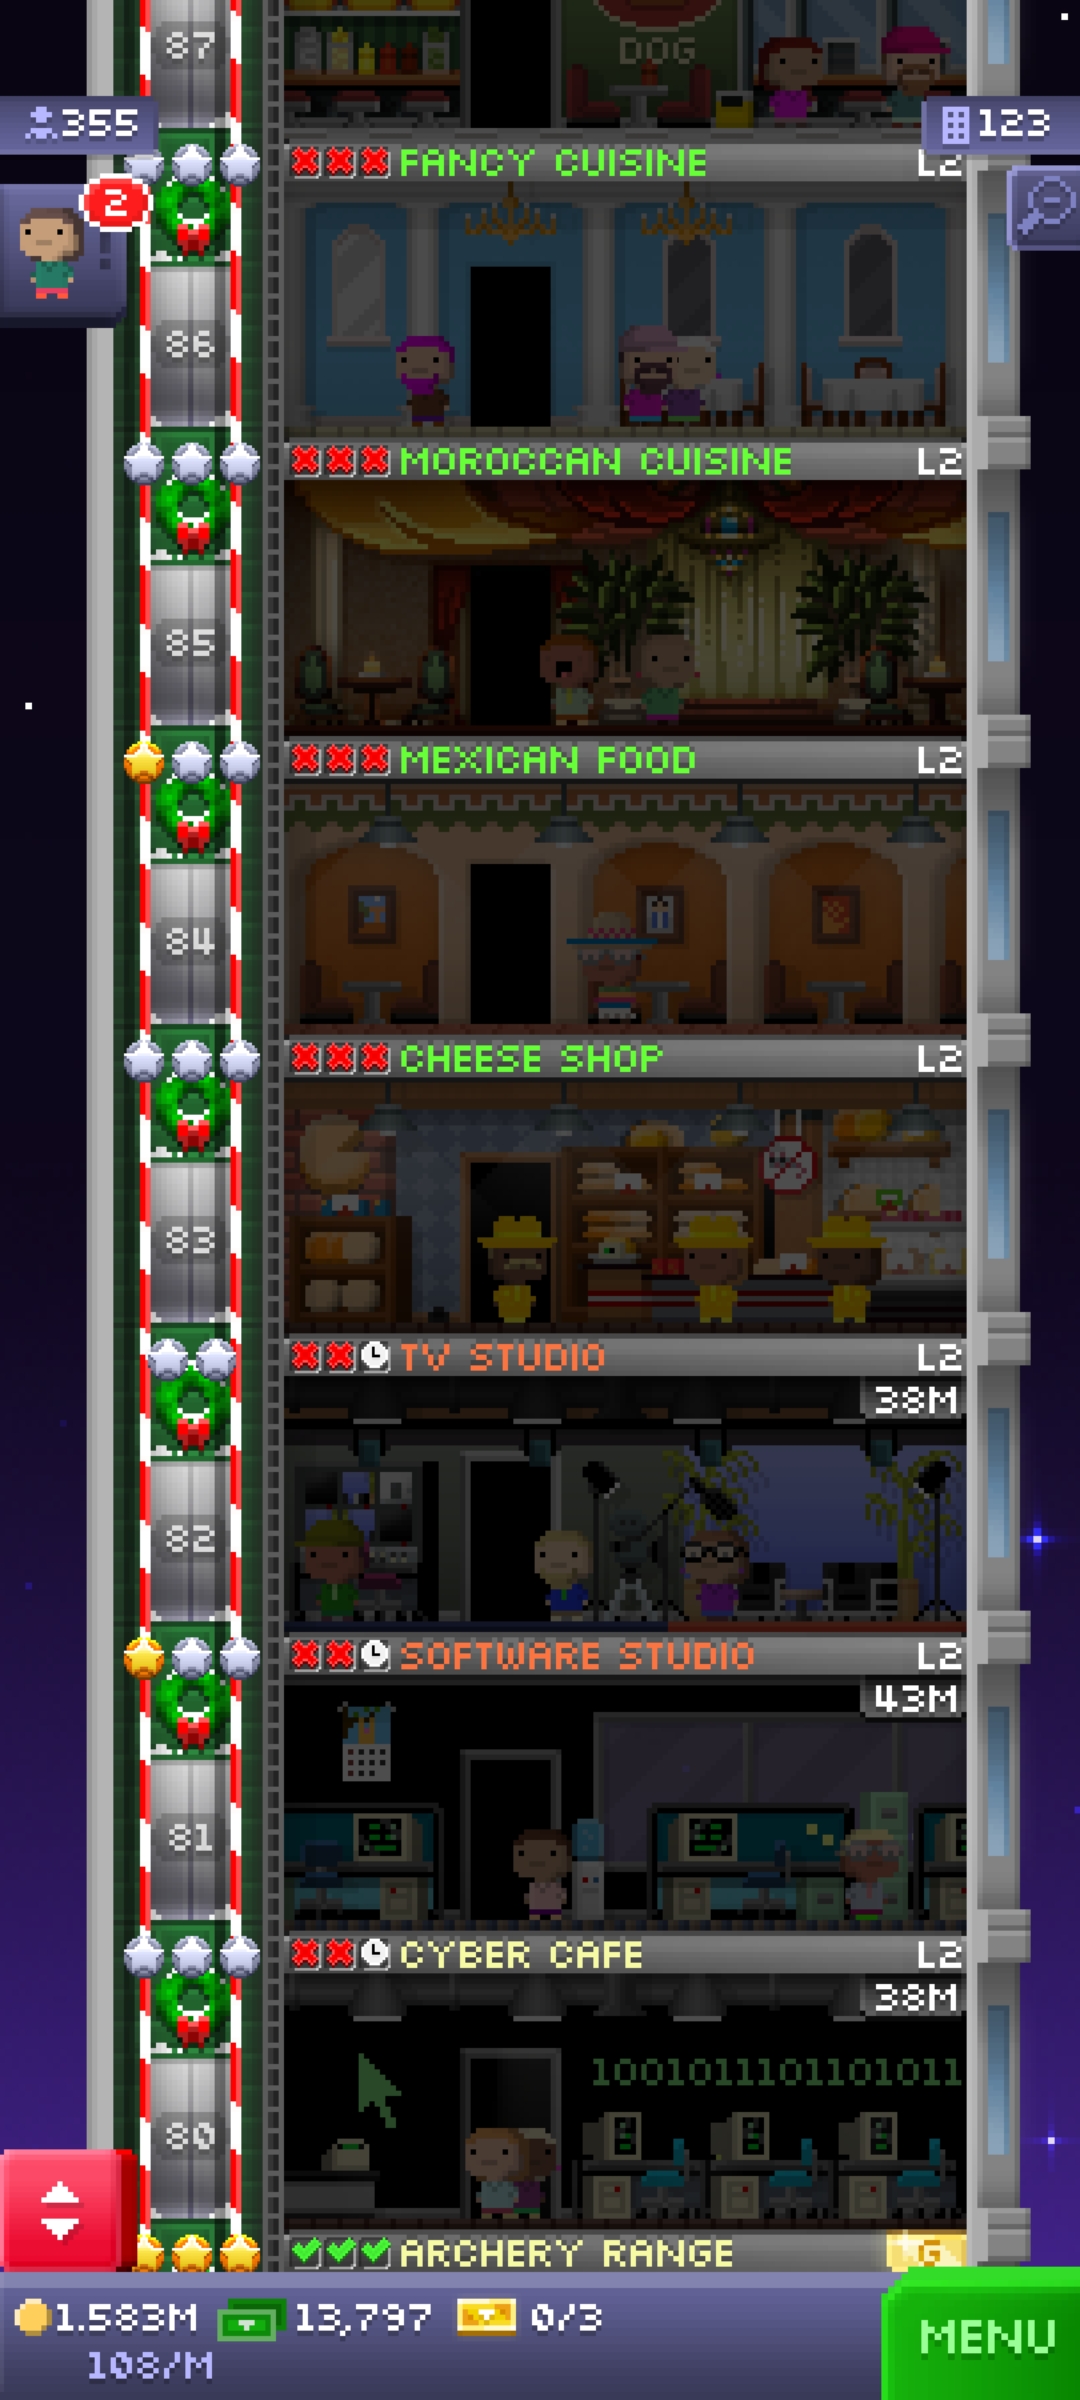 87
DOG
355
123
FANCY CUISINE L2
2
86
MOROCCAN CUISINE L2
85
MEXICAN FOOD L2
84
CHEESE SHOP L2
83
TV STUDIO L2
38M
82
SOFTWARE STUDIO L2
43M
81
CYBER CAFE L2
38M
1001011101101011
80
ARCHERY RANGE G
1.583M 13,797 0/3
108/M
MENU